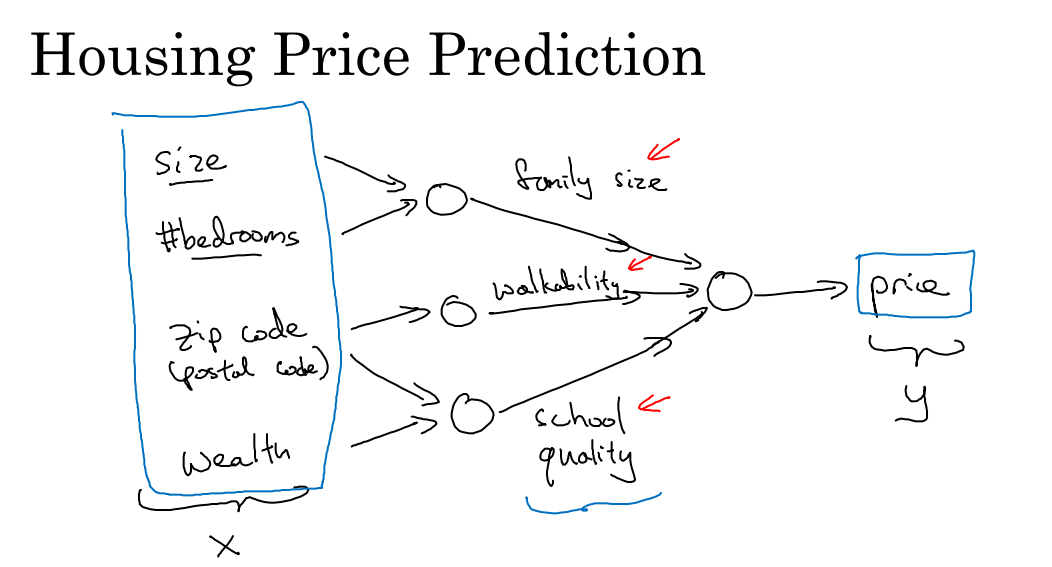 Housing Price Prediction
size
family size
#bedrooms
walkability
price
zip code
(postal code)
y
school
quality
wealth
x